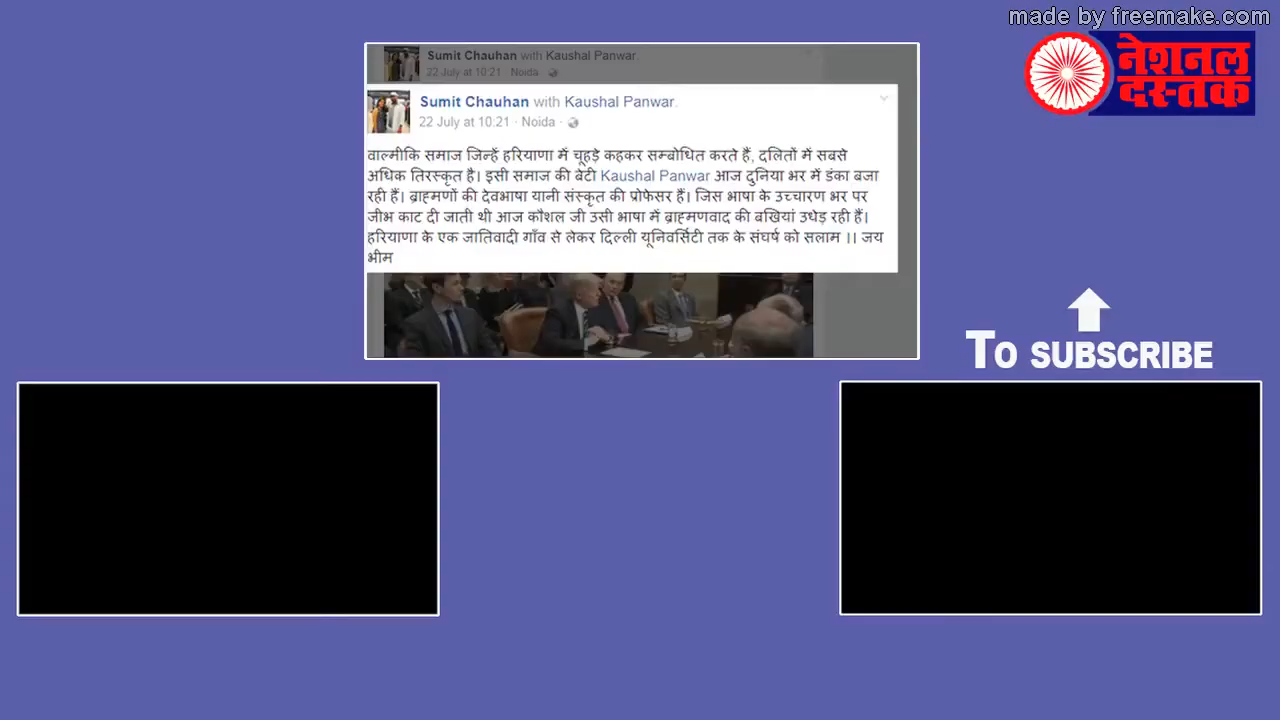 made by freemake.com
नेशनल
दस्तक
Sumit Chauhan with Kaushal Panwar.
22 July at 10:21 · Noida ·
Sumit Chauhan with Kaushal Panwar.
22 July at 10:21 · Noida ·
वाल्मीकि समाज जिन्हें हरियाणा में चूहड़े कहकर सम्बोधित करते हैं, दलितों में सबसे
अधिक तिरस्कृत है। इसी समाज की बेटी Kaushal Panwar आज दुनिया भर में डंका बजा
रही हैं। ब्राह्मणों की देवभाषा यानी संस्कृत की प्रोफेसर हैं। जिस भाषा के उच्चारण भर पर
जीभ काट दी जाती थी आज कौशल जी उसी भाषा में ब्राह्मणवाद की बखियां उधेड़ रही हैं।
हरियाणा के एक जातिवादी गाँव से लेकर दिल्ली यूनिवर्सिटी तक के संघर्ष को सलाम ।। जय
भीम
TO SUBSCRIBE